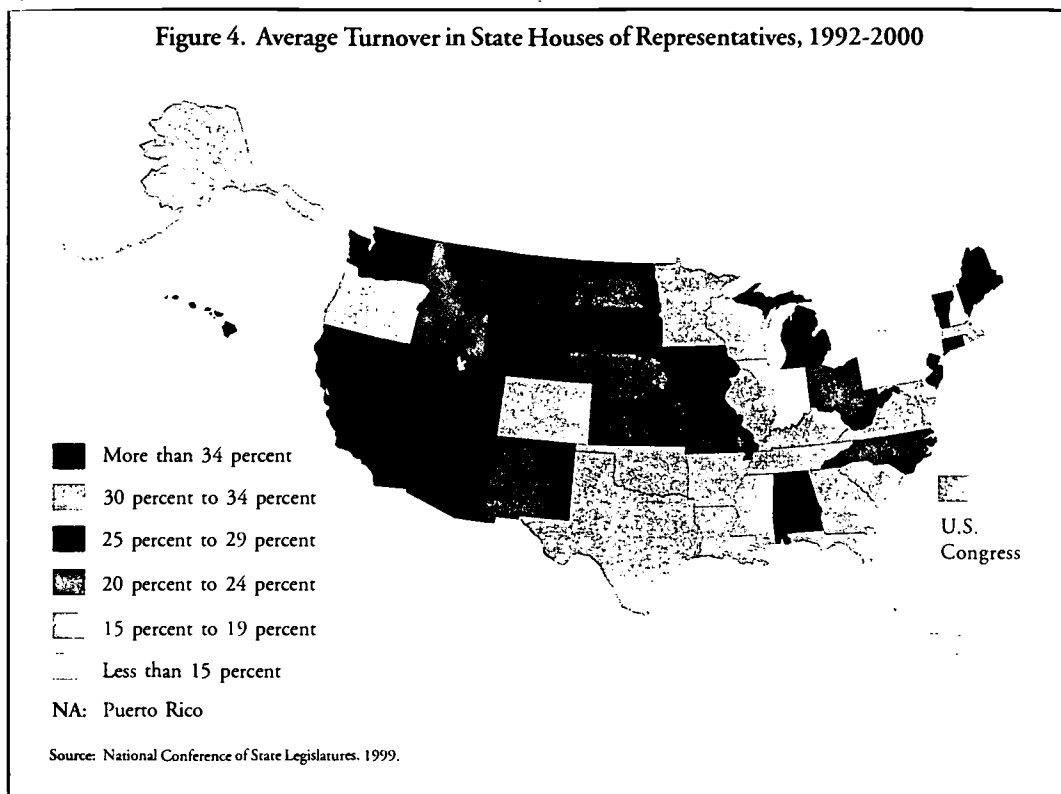 Figure 4. Average Turnover in State Houses of Representatives, 1992-2000
More than 34 percent
30 percent to 34 percent
25 percent to 29 percent
20 percent to 24 percent
15 percent to 19 percent
Less than 15 percent
NA: Puerto Rico
U.S.
Congress
Source: National Conference of State Legislatures. 1999.